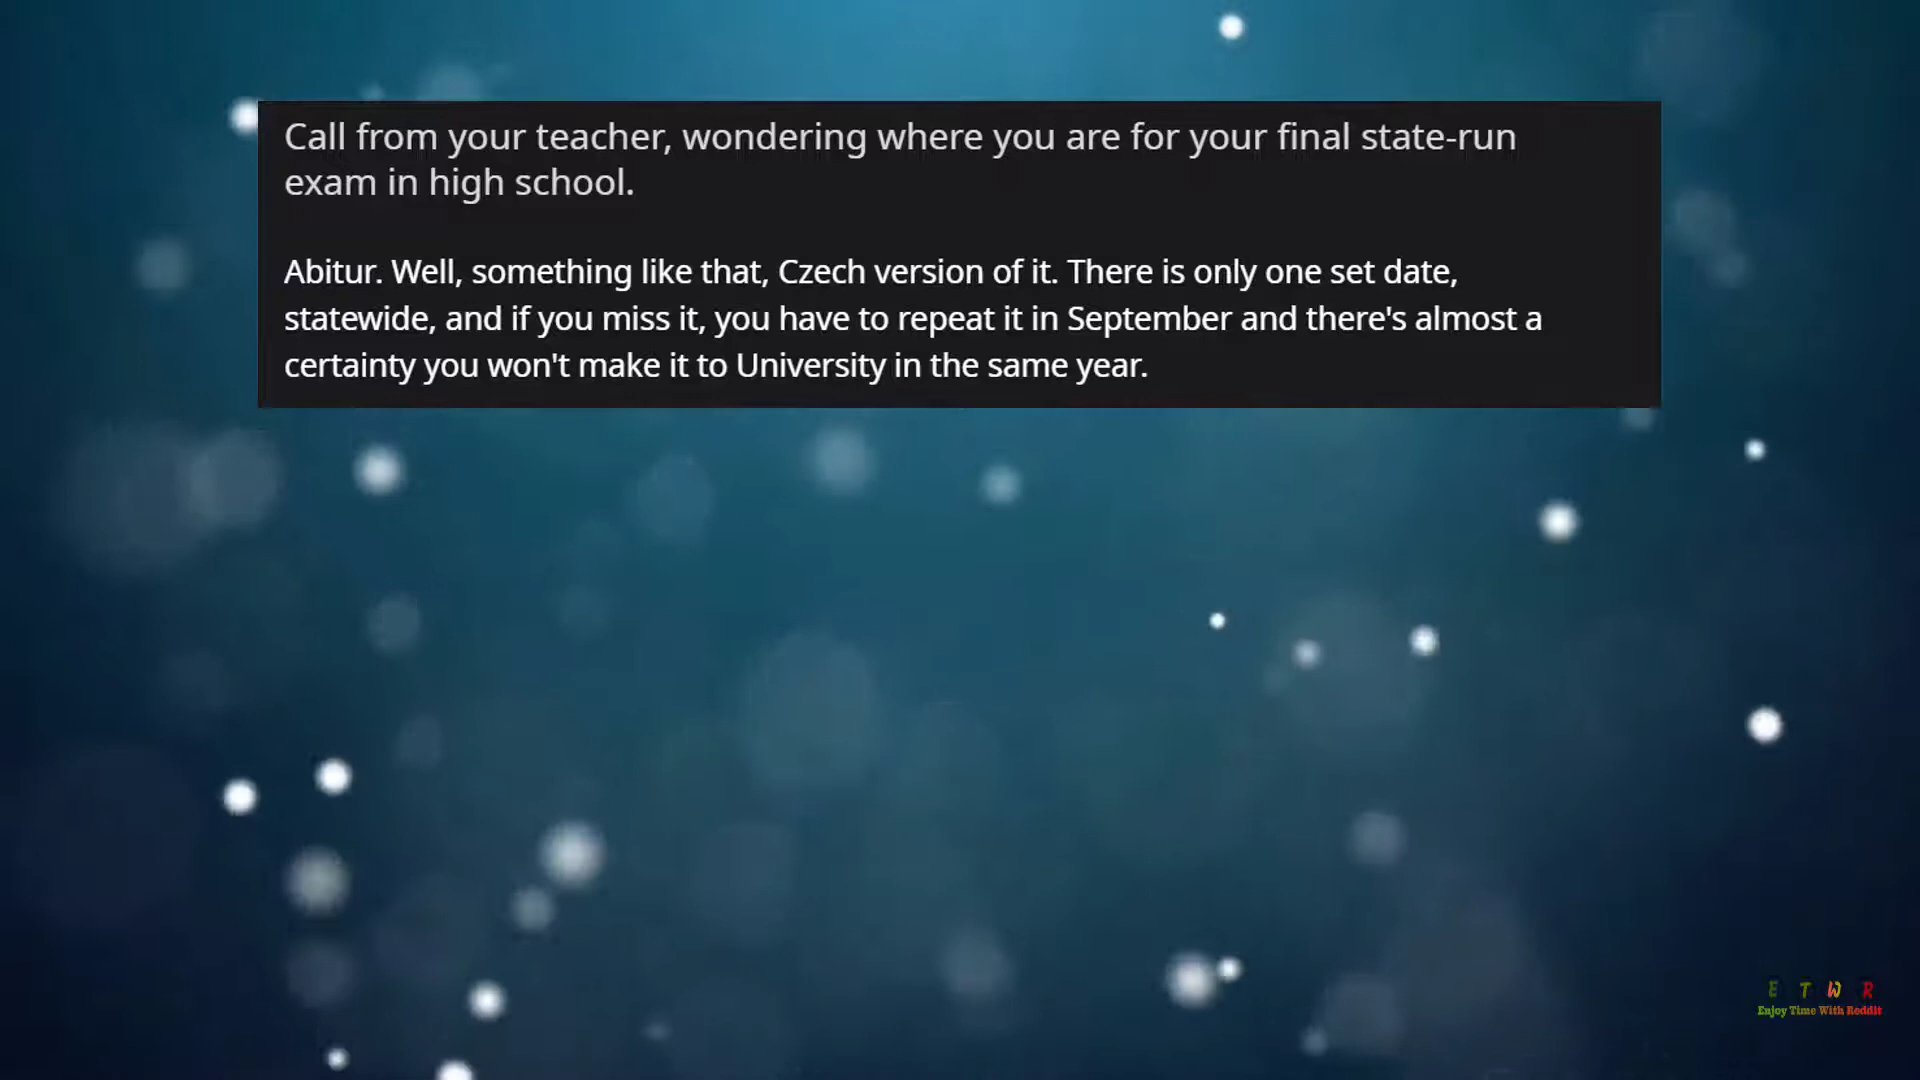 Call from your teacher, wondering where you are for your final state-run
exam in high school.
Abitur. Well, something like that, Czech version of it. There is only one set date,
statewide, and if you miss it, you have to repeat it in September and there's almost a
certainty you won't make it to University in the same year.
E T W R
Enjoy Time With Reddit